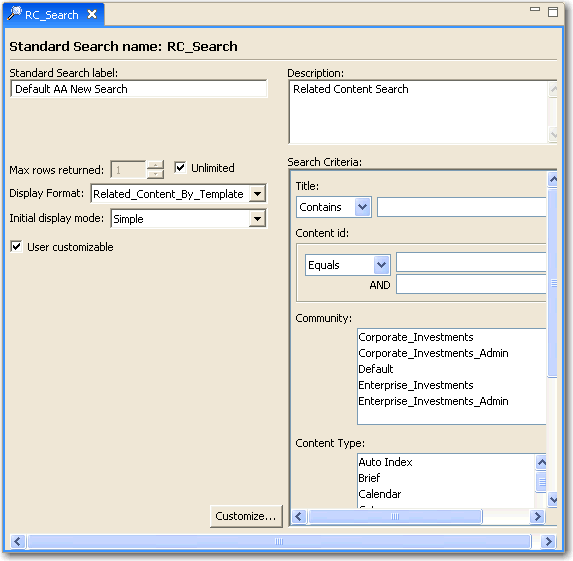 RC_Search
Standard Search name: RC_Search
Standard Search label:
Default AA New Search
Max rows returned: 1 Unlimited
Display Format: Related_Content_By_Template
Initial display mode: Simple
User customizable
Customize...
Description:
Related Content Search
Search Criteria:
Title:
Contains
Content id:
Equals
AND
Community:
Corporate_Investments
Corporate_Investments_Admin
Default
Enterprise_Investments
Enterprise_Investments_Admin
Content Type:
Auto Index
Brief
Calendar